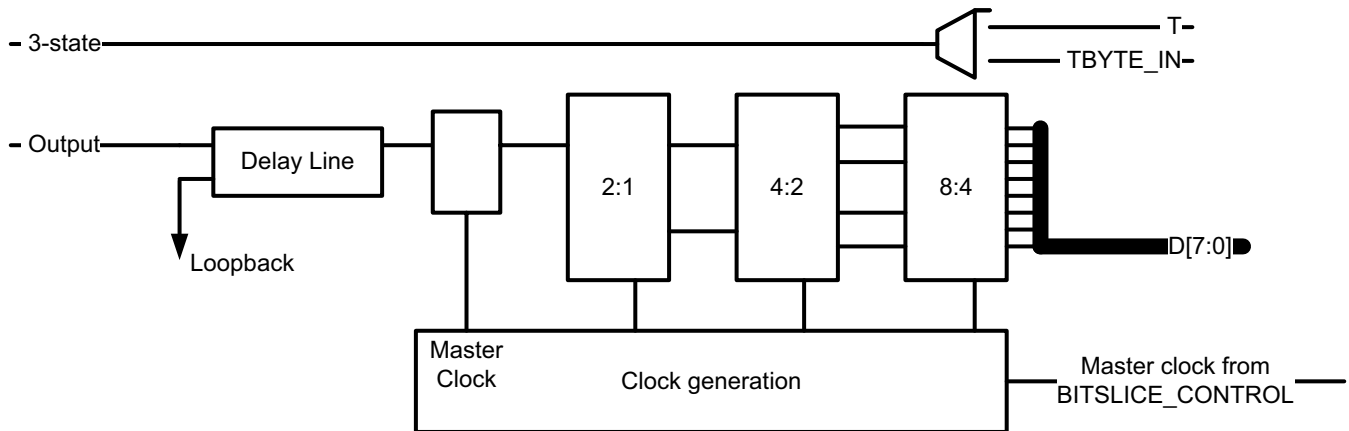 3-state
T
TBYTE_IN
Output
Delay Line
2:1
4:2
8:4
D[7:0]
Loopback
Master
Clock
Clock generation
Master clock from
BITSLICE_CONTROL